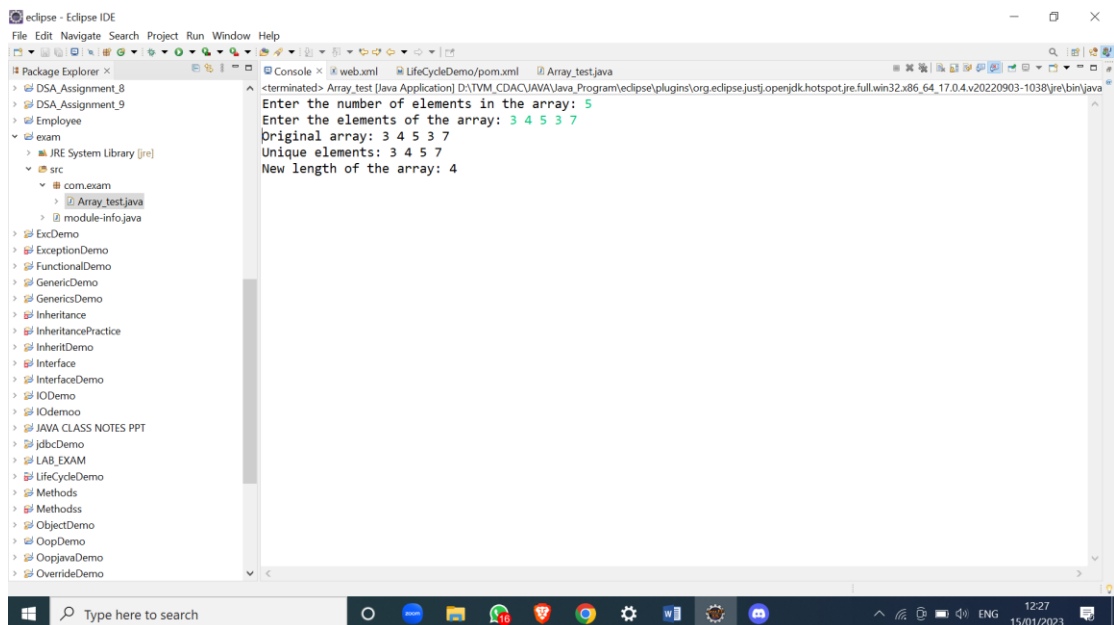 eclipse - Eclipse IDE
File Edit Navigate Search Project Run Window Help
Package Explorer
Console web.xml LifeCycleDemo/pom.xml Array_test.java
<terminated> Array_test [Java Application] D:\TVM_CDAC\JAVA\Java_Program\eclipse\plugins\org.eclipse.justj.openjdk.hotspot.jre.full.win32.x86_64_17.0.4.v20220903-1038\jre\bin\java
Enter the number of elements in the array: 5
Enter the elements of the array: 3 4 5 3 7
Original array: 3 4 5 3 7
Unique elements: 3 4 5 7
New length of the array: 4
DSA_Assignment_8
DSA_Assignment_9
Employee
exam
JRE System Library [jre]
src
com.exam
Array_test.java
module-info.java
ExcDemo
ExceptionDemo
FunctionalDemo
GenericDemo
GenericsDemo
Inheritance
InheritancePractice
InheritDemo
Interface
InterfaceDemo
IODemo
IOdemoo
JAVA CLASS NOTES PPT
jdbcDemo
LAB_EXAM
LifeCycleDemo
Methods
Methodss
ObjectDemo
OopDemo
OopjavaDemo
OverrideDemo
Type here to search
zoom
16
W
ENG
12:27
15/01/2023